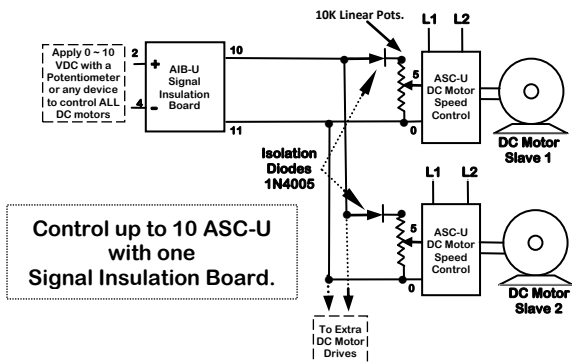 10K Linear Pots.
L1 L2
Apply 0 ~ 10
VDC with a
Potentiometer
or any device
to control ALL
DC motors
2
+
4
-
AIB-U
Signal
Insulation
Board
10
11
5
0
ASC-U
DC Motor
Speed
Control
DC Motor
Slave 1
Isolation
Diodes
1N4005
L1 L2
5
0
ASC-U
DC Motor
Speed
Control
DC Motor
Slave 2
Control up to 10 ASC-U
with one
Signal Insulation Board.
To Extra
DC Motor
Drives